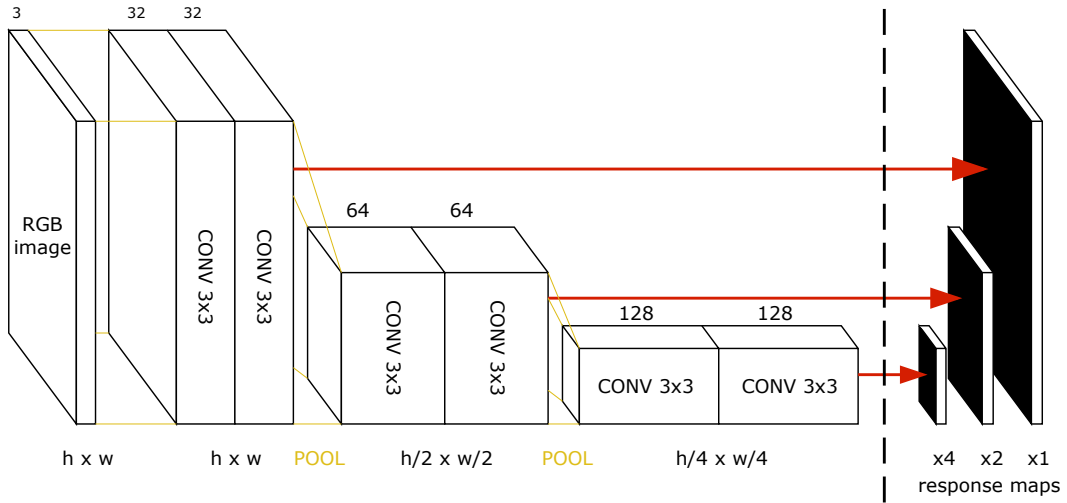 3
32
32
RGB
image
CONV 3x3
CONV 3x3
64
64
CONV 3x3
CONV 3x3
128
128
CONV 3x3
CONV 3x3
h x w
h x w
POOL
h/2 x w/2
POOL
h/4 x w/4
x4
x2
x1
response maps